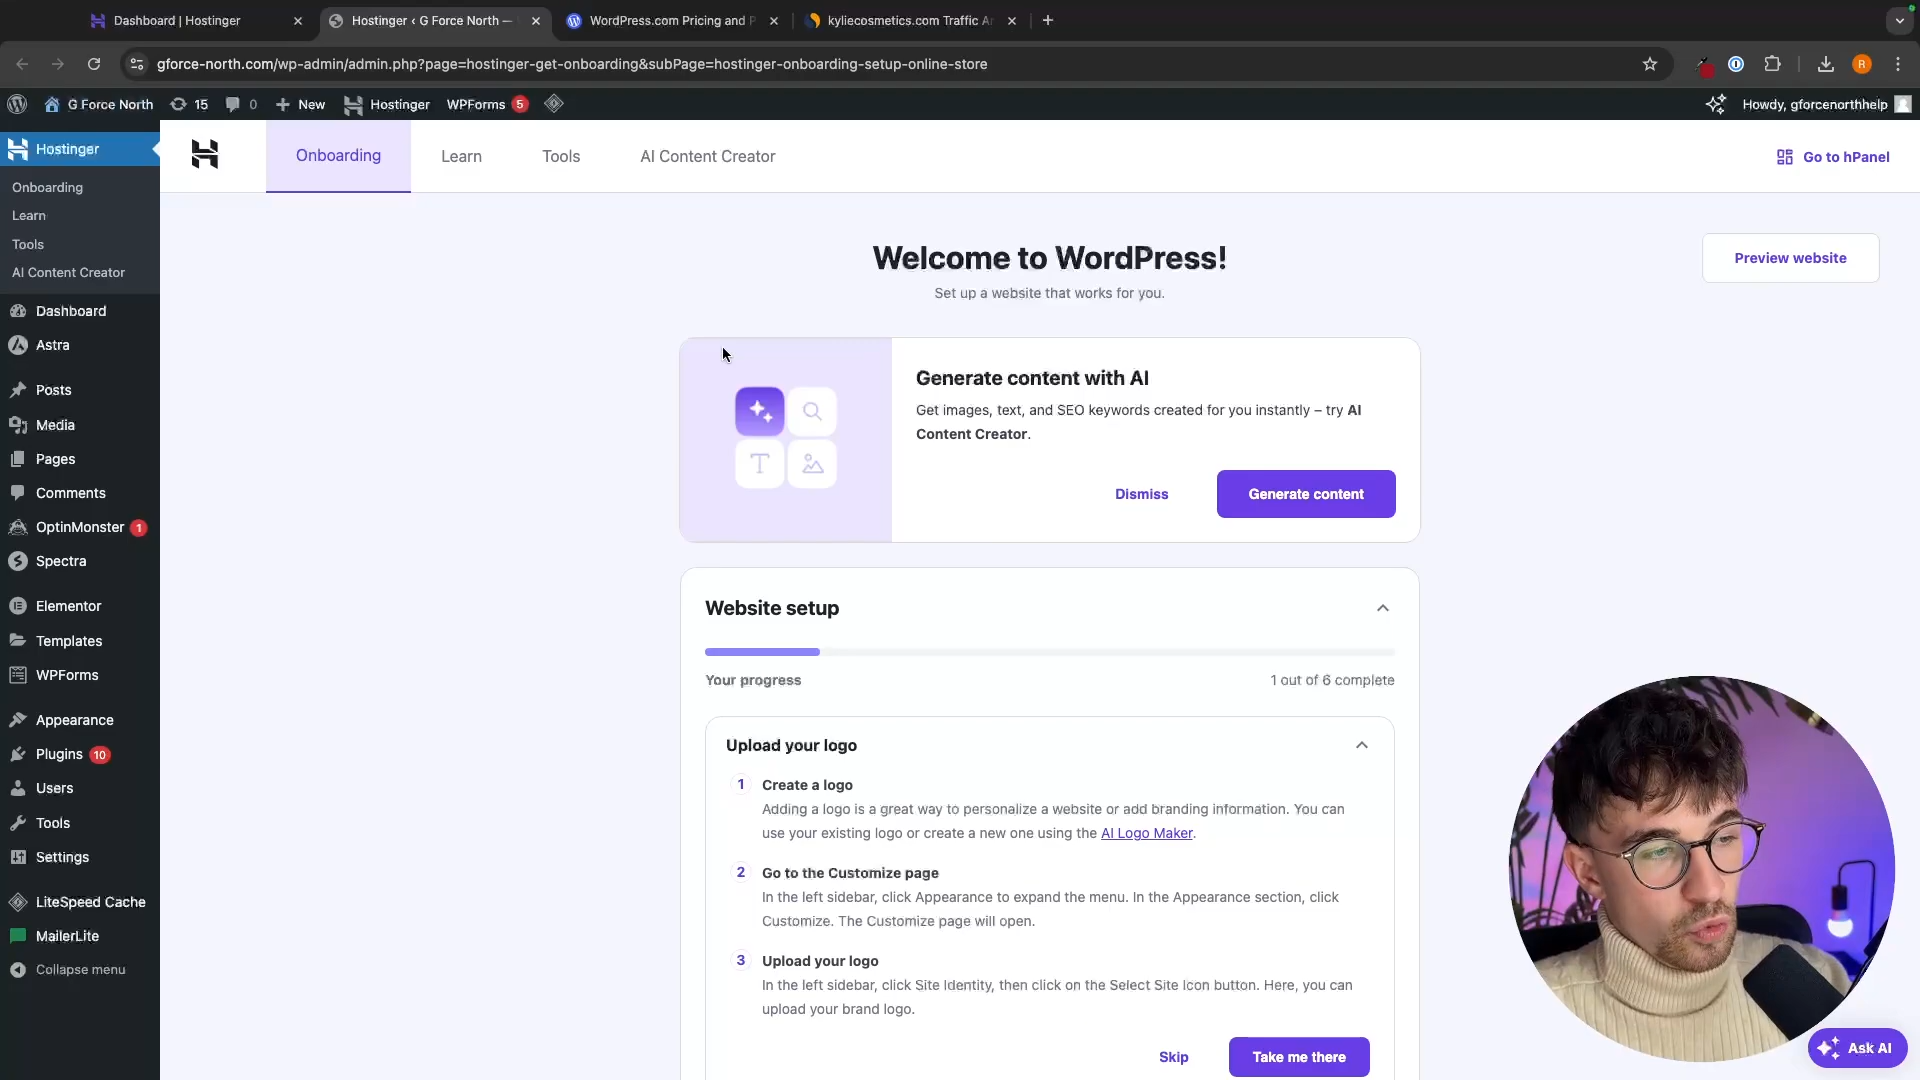 Dashboard | Hostinger
Hostinger ‹ G Force North —
WordPress.com Pricing and P
kyliecosmetics.com Traffic A
gforce-north.com/wp-admin/admin.php?page=hostinger-get-onboarding&subPage=hostinger-onboarding-setup-online-store
R
G Force North
15
0
New
Hostinger
WPForms 5
Howdy, gforcenorthhelp
Hostinger
Onboarding
Learn
Tools
AI Content Creator
Dashboard
Astra
Posts
Media
Pages
Comments
OptinMonster 1
Spectra
Elementor
Templates
WPForms
Appearance
Plugins 10
Users
Tools
Settings
LiteSpeed Cache
MailerLite
Collapse menu
Onboarding
Learn
Tools
AI Content Creator
Go to hPanel
Welcome to WordPress!
Set up a website that works for you.
Preview website
Generate content with AI
Get images, text, and SEO keywords created for you instantly – try AI
Content Creator.
T
Dismiss
Generate content
Website setup
Your progress
1 out of 6 complete
Upload your logo
1 Create a logo
Adding a logo is a great way to personalize a website or add branding information. You can
use your existing logo or create a new one using the AI Logo Maker.
2 Go to the Customize page
In the left sidebar, click Appearance to expand the menu. In the Appearance section, click
Customize. The Customize page will open.
3 Upload your logo
In the left sidebar, click Site Identity, then click on the Select Site Icon button. Here, you can
upload your brand logo.
Skip
Take me there
Ask AI